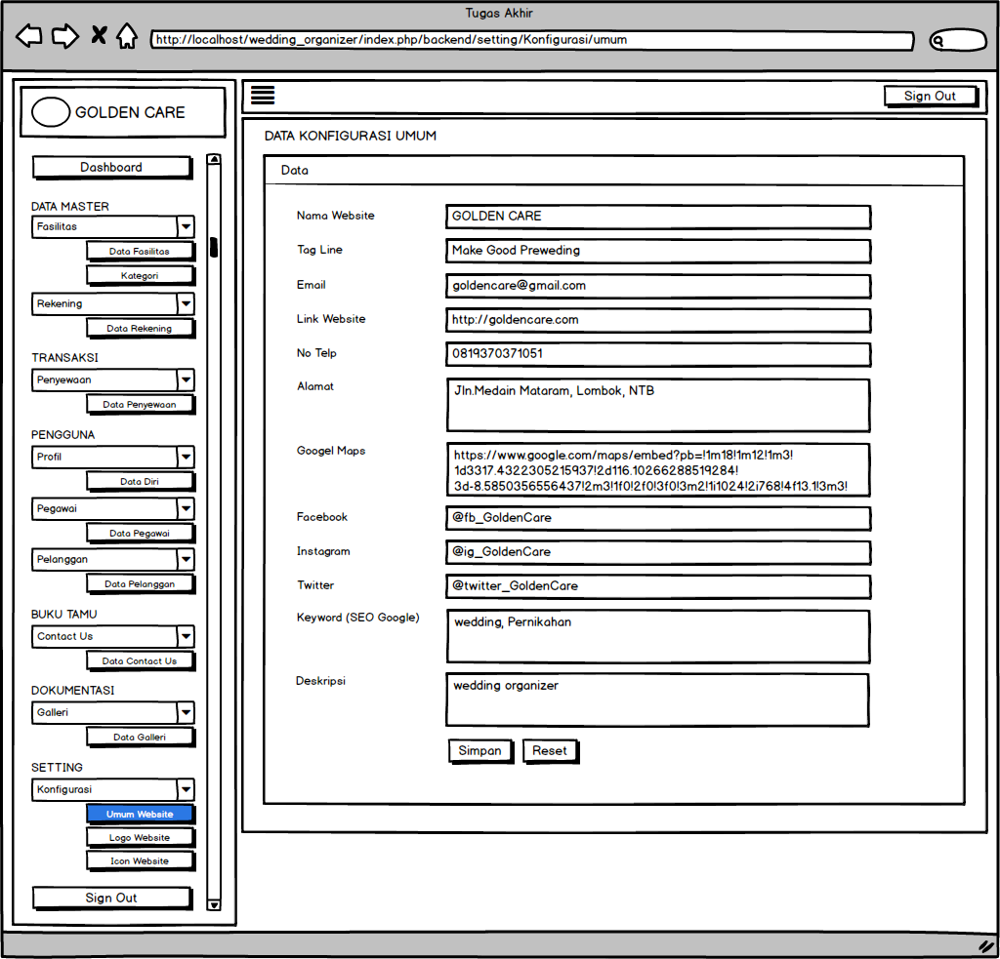 Tugas Akhir
http://localhost/wedding_organizer/index.php/backend/setting/Konfigurasi/umum
GOLDEN CARE
Dashboard
DATA MASTER
Fasilitas
Data Fasilitas
Kategori
Rekening
Data Rekening
TRANSAKSI
Penyewaan
Data Penyewaan
PENGGUNA
Profil
Data Diri
Pegawai
Data Pegawai
Pelanggan
Data Pelanggan
BUKU TAMU
Contact Us
Data Contact Us
DOKUMENTASI
Galleri
Data Galleri
SETTING
Konfigurasi
Umum Website
Logo Website
Icon Website
Sign Out
Sign Out
DATA KONFIGURASI UMUM
Data
Nama Website
GOLDEN CARE
Tag Line
Make Good Preweding
Email
goldencare@gmail.com
Link Website
http://goldencare.com
No Telp
0819370371051
Alamat
Jln.Medain Mataram, Lombok, NTB
Googel Maps
https://www.google.com/maps/embed?pb=!1m18!1m12!1m3!
1d3317.4322305215937!2d116.10266288519284!
3d-8.5850356556437!2m3!1f0!2f0!3f0!3m2!1i1024!2i768!4f13.1!3m3!
Facebook
@fb_GoldenCare
Instagram
@ig_GoldenCare
Twitter
@twitter_GoldenCare
Keyword (SEO Google)
wedding, Pernikahan
Deskripsi
wedding organizer
Simpan
Reset